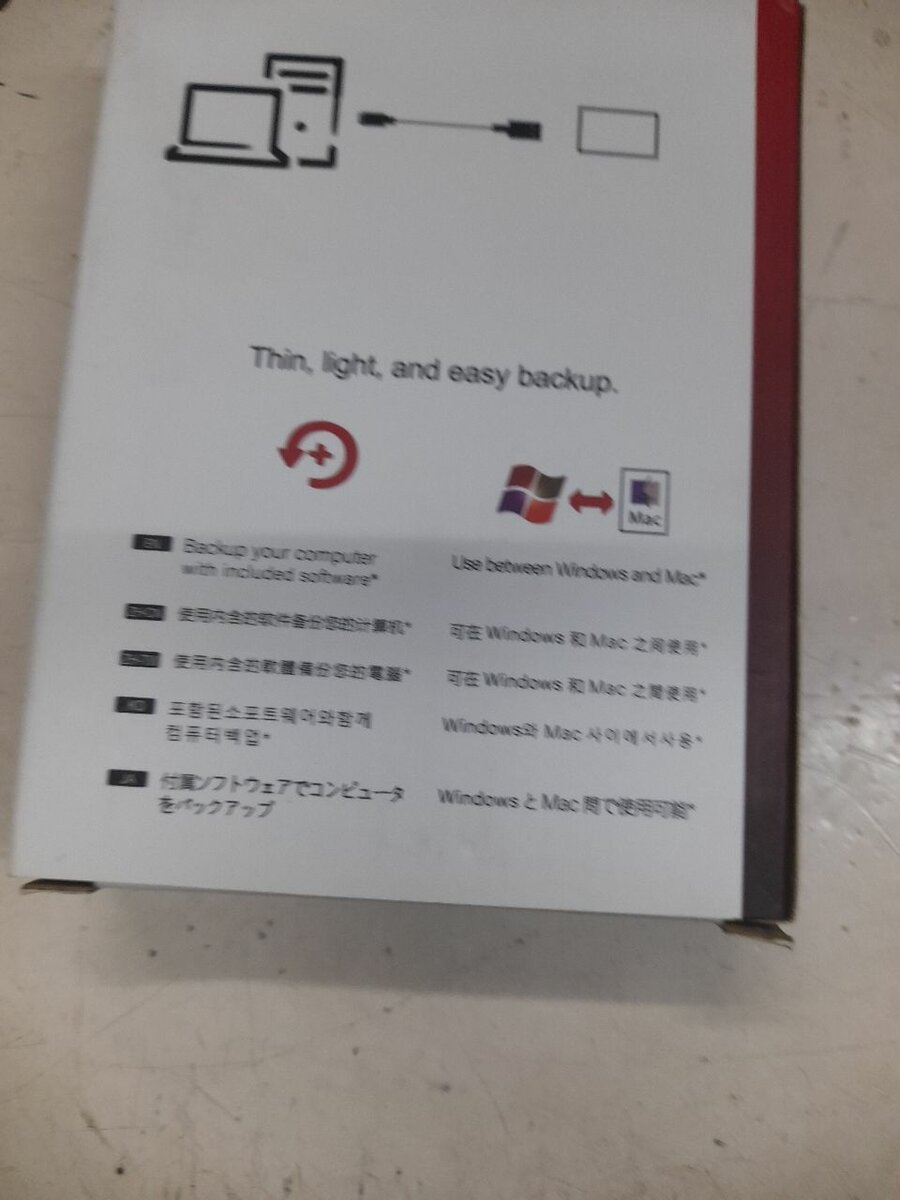 Thin, light, and easy backup.
Mac
EN Backup your computer
with included software*
Use between Windows and Mac*
使用内含的软件备份您的计算机*
可在 Windows 和 Mac 之间使用*
使用內含的軟體備份您的電腦*
可在 Windows 和 Mac 之間使用*
KO 포함된소프트웨어와함께
컴퓨터백업*
Windows와 Mac 사이에서사용*
JA 付属ソフトウェアでコンピュータ
をバックアップ
Windows と Mac 間で使用可能*